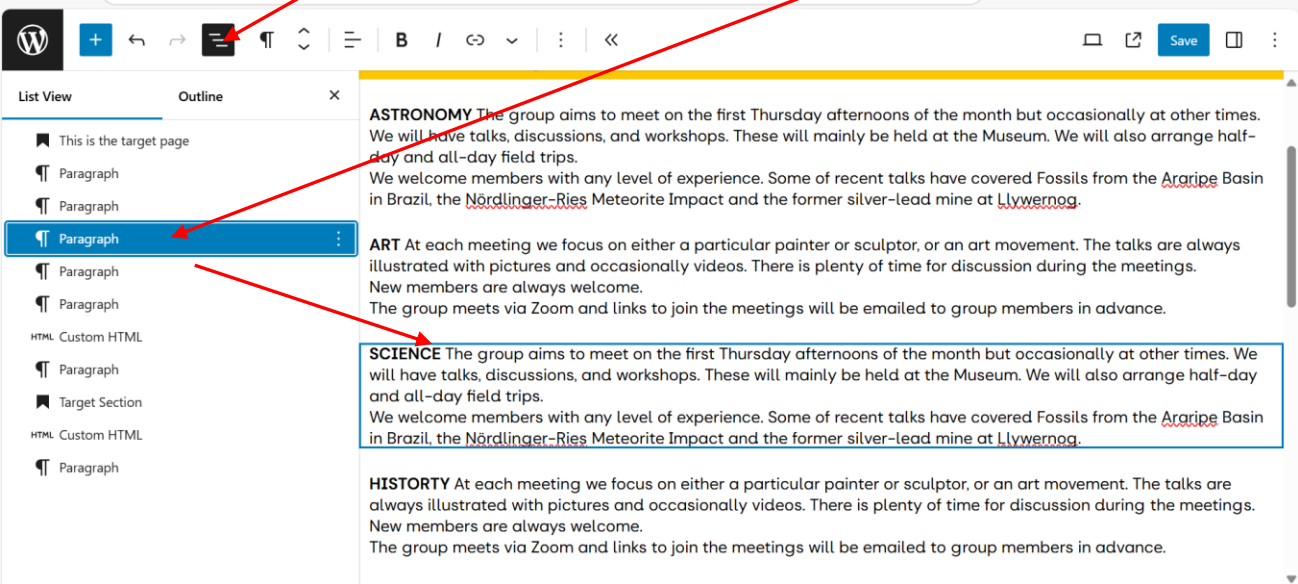 Save
List View
Outline
This is the target page
Paragraph
Paragraph
Paragraph
Paragraph
Paragraph
HTML Custom HTML
Paragraph
Target Section
HTML Custom HTML
Paragraph
ASTRONOMY The group aims to meet on the first Thursday afternoons of the month but occasionally at other times.
We will have talks, discussions, and workshops. These will mainly be held at the Museum. We will also arrange half-
day and all-day field trips.
We welcome members with any level of experience. Some of recent talks have covered Fossils from the Araripe Basin
in Brazil, the Nördlinger-Ries Meteorite Impact and the former silver-lead mine at Llywernog.
ART At each meeting we focus on either a particular painter or sculptor, or an art movement. The talks are always
illustrated with pictures and occasionally videos. There is plenty of time for discussion during the meetings.
New members are always welcome.
The group meets via Zoom and links to join the meetings will be emailed to group members in advance.
SCIENCE The group aims to meet on the first Thursday afternoons of the month but occasionally at other times. We
will have talks, discussions, and workshops. These will mainly be held at the Museum. We will also arrange half-day
and all-day field trips.
We welcome members with any level of experience. Some of recent talks have covered Fossils from the Araripe Basin
in Brazil, the Nördlinger-Ries Meteorite Impact and the former silver-lead mine at Llywernog.
HISTORTY At each meeting we focus on either a particular painter or sculptor, or an art movement. The talks are
always illustrated with pictures and occasionally videos. There is plenty of time for discussion during the meetings.
New members are always welcome.
The group meets via Zoom and links to join the meetings will be emailed to group members in advance.